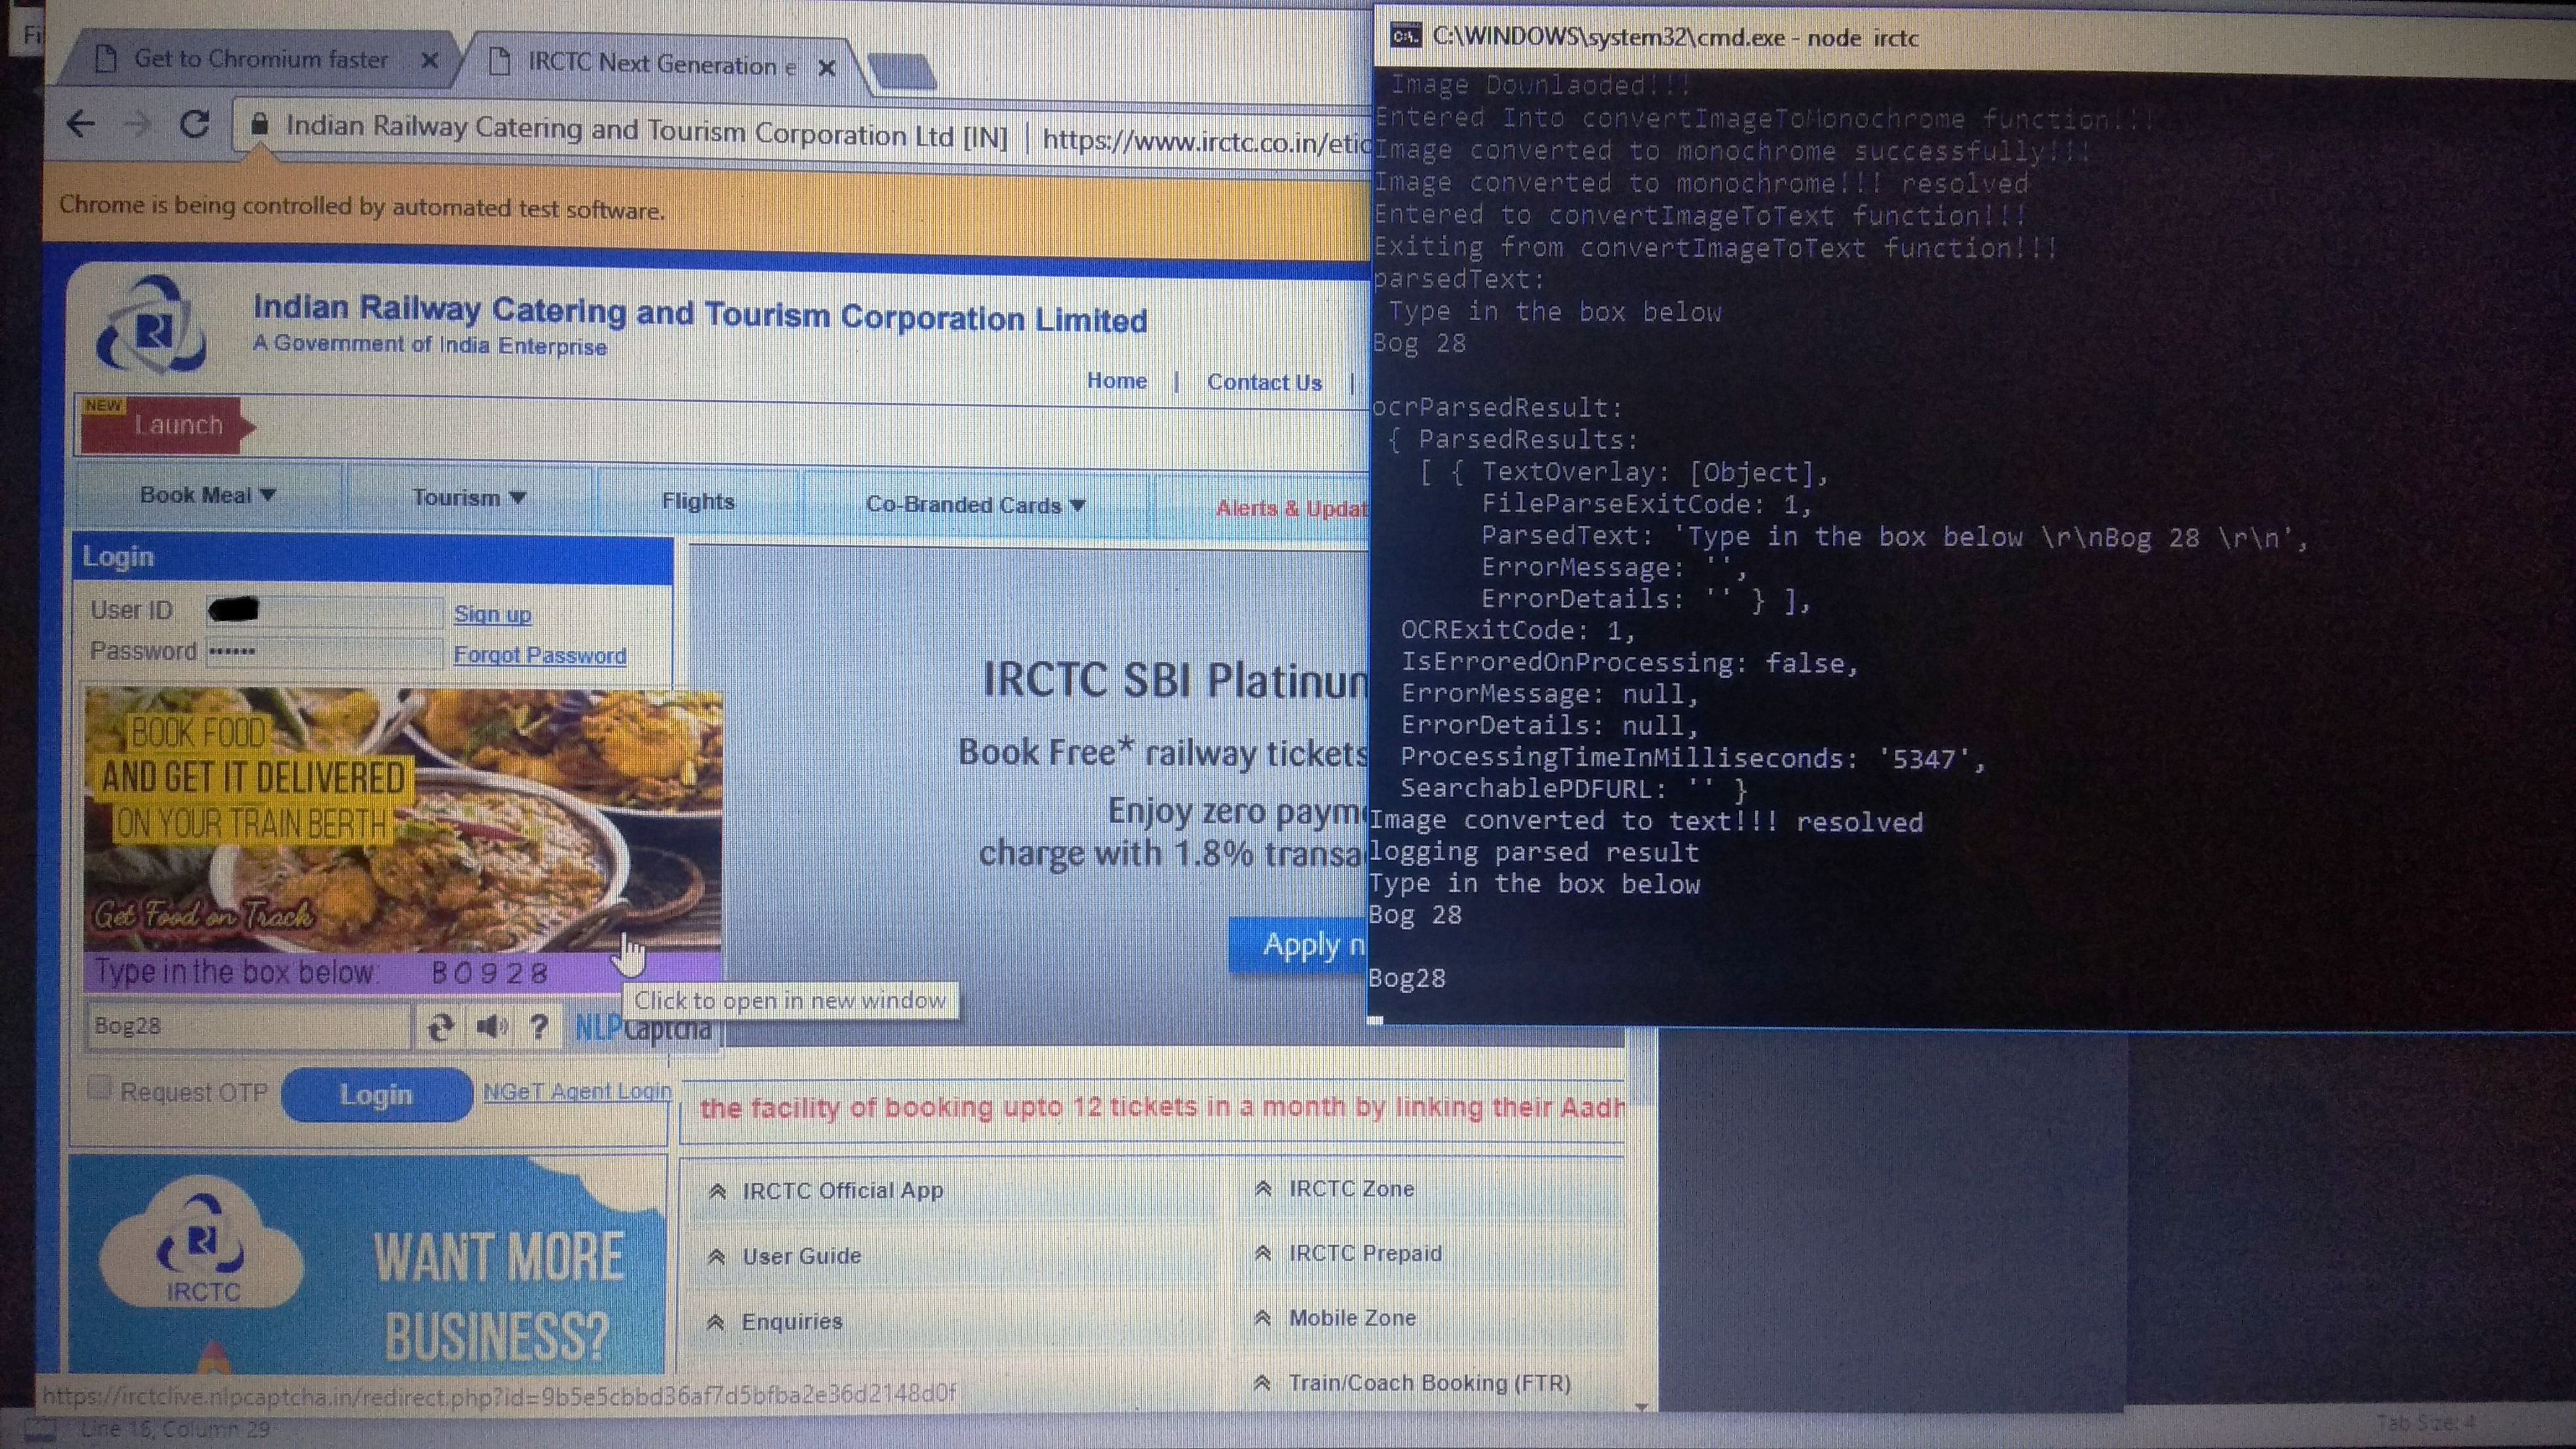 Fi
Get to Chromium faster
IRCTC Next Generation e
Indian Railway Catering and Tourism Corporation Ltd [IN] | https://www.irctc.co.in/etic
Chrome is being controlled by automated test software.
RI
Indian Railway Catering and Tourism Corporation Limited
A Government of India Enterprise
Home | Contact Us |
NEW
Launch
Book Meal Tourism Flights Co-Branded Cards Alerts & Updat
Login
User ID Sign up
Password •••••• Forgot Password
BOOK FOOD
AND GET IT DELIVERED
ON YOUR TRAIN BERTH
Get Food on Track
Type in the box below: B0928
Click to open in new window
Bog28 ? NLPCaptcha
Request OTP Login NGeT Agent Login
IRCTC SBI Platinu
Book Free* railway tickets
Enjoy zero payme
charge with 1.8% transa
Apply n
the facility of booking upto 12 tickets in a month by linking their Aadh
RI
IRCTC
WANT MORE
BUSINESS?
IRCTC Official App
User Guide
Enquiries
IRCTC Zone
IRCTC Prepaid
Mobile Zone
Train/Coach Booking (FTR)
https://irctclive.nlpcaptcha.in/redirect.php?id=9b5e5cbbd36af7d5bfba2e36d2148d0f
Line 16, Column 29
Tab Size: 4
C:\WINDOWS\system32\cmd.exe - node irctc
Image Dounlaoded!!!
Entered Into convertImageToMonochrome function!!!
Image converted to monochrome successfully!!!
Image converted to monochrome!!! resolved
Entered to convertImageToText function!!!
Exiting from convertImageToText function!!!
parsedText:
Type in the box below
Bog 28
ocrParsedResult:
{ ParsedResults:
[ { TextOverlay: [Object],
FileParseExitCode: 1,
ParsedText: 'Type in the box below \r\nBog 28 \r\n',
ErrorMessage: '',
ErrorDetails: '' } ],
OCRExitCode: 1,
IsErroredOnProcessing: false,
ErrorMessage: null,
ErrorDetails: null,
ProcessingTimeInMilliseconds: '5347',
SearchablePDFURL: '' }
Image converted to text!!! resolved
logging parsed result
Type in the box below
Bog 28
Bog28